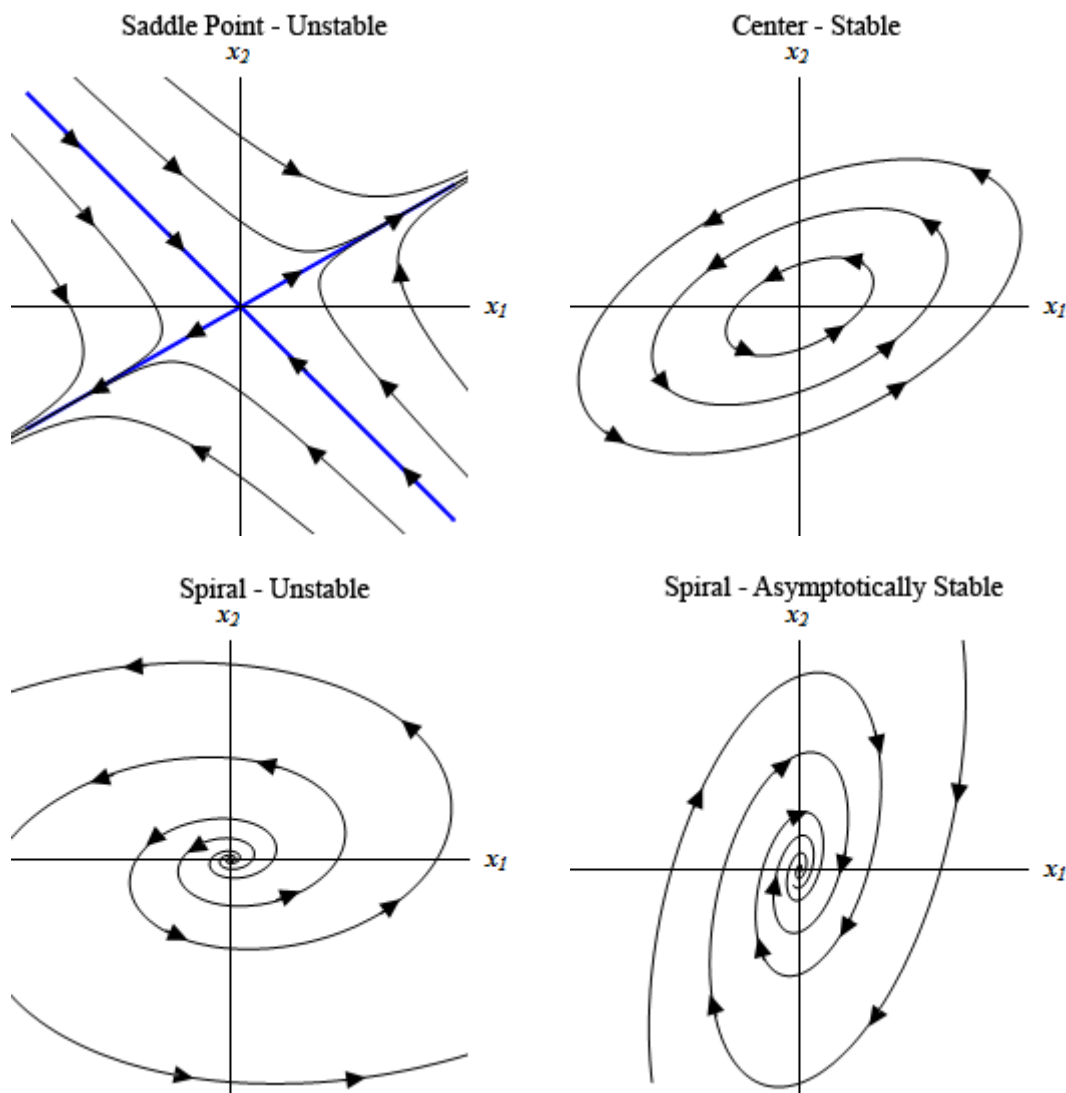 Saddle Point - Unstable
x₂
x₁
Center - Stable
x₂
x₁
Spiral - Unstable
x₂
x₁
Spiral - Asymptotically Stable
x₂
x₁